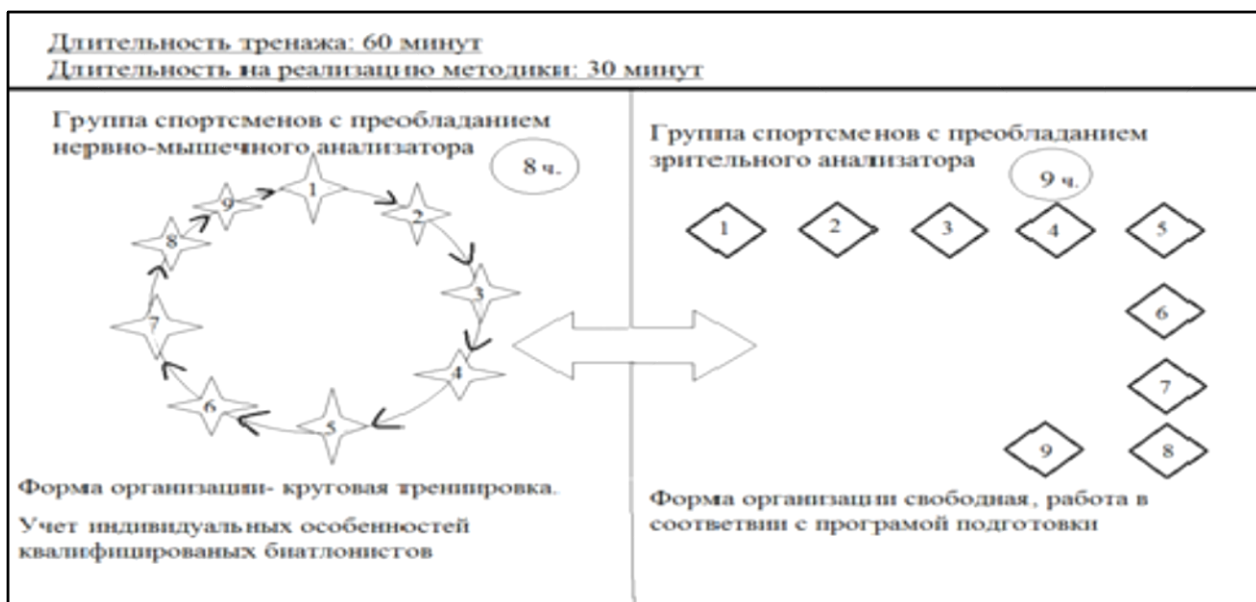 Длительность тренажа: 60 минут
Длительность на реализацию методики: 30 минут
Группа спортсменов с преобладанием
нервно-мышечного анализатора
8 ч.
1
2
3
4
5
6
7
8
9
Форма организации- круговая тренировка.
Учет индивидуальных особенностей
квалифицированых биатлонистов
Группа спортсменов с преобладанием
зрительного анализатора
9 ч.
1 2 3 4 5
6
7
9 8
Форма организации свободная, работа в
соответвии с програмой подготовки